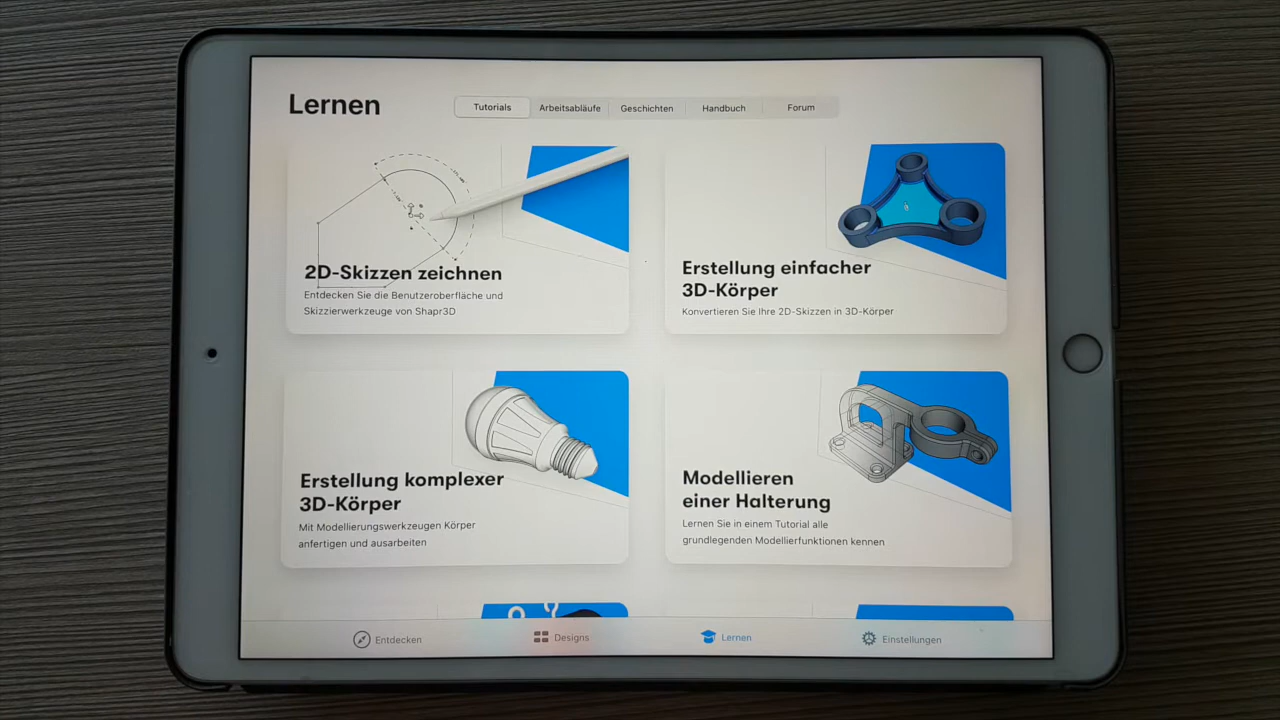 Lernen
Tutorials
Arbeitsabläufe
Geschichten
Handbuch
Forum
2D-Skizzen zeichnen
Entdecken Sie die Benutzeroberfläche und
Skizzierwerkzeuge von Shapr3D
Erstellung einfacher
3D-Körper
Konvertieren Sie Ihre 2D-Skizzen in 3D-Körper
Erstellung komplexer
3D-Körper
Mit Modellierungswerkzeugen Körper
anfertigen und ausarbeiten
Modellieren
einer Halterung
Lernen Sie in einem Tutorial alle
grundlegenden Modellierfunktionen kennen
Entdecken
Designs
Lernen
Einstellungen